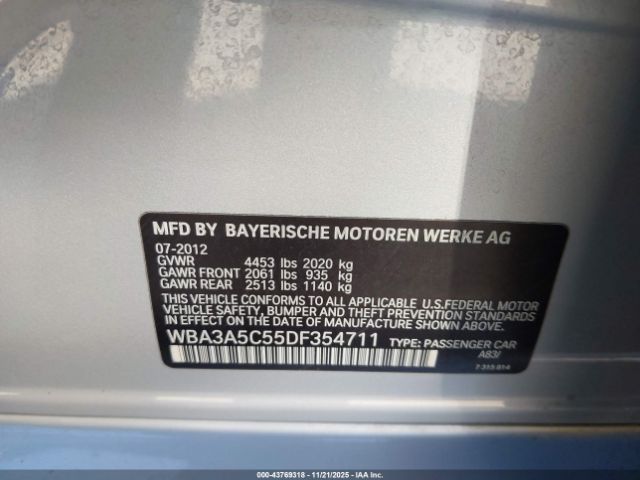 MFD BY BAYERISCHE MOTOREN WERKE AG
07-2012
GVWR 4453 lbs 2020 kg
GAWR FRONT 2061 lbs 935 kg
GAWR REAR 2513 lbs 1140 kg
THIS VEHICLE CONFORMS TO ALL APPLICABLE U.S.FEDERAL MOTOR
VEHICLE SAFETY, BUMPER, AND THEFT PREVENTION STANDARDS
IN EFFECT ON THE DATE OF MANUFACTURE SHOWN ABOVE.
WBA3A5C55DF354711 TYPE: PASSENGER CAR
A83/
7 315 014
000-43769318 - 11/21/2025 - IAA Inc.